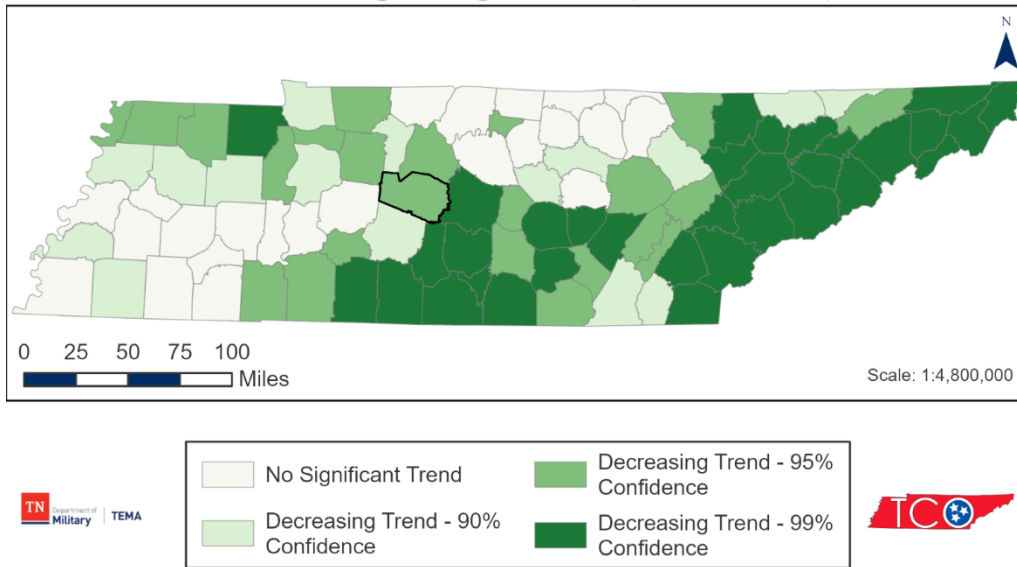 N
0 25 50 75 100
Miles
Scale: 1:4,800,000
No Significant Trend
Decreasing Trend - 90%
Confidence
Decreasing Trend - 95%
Confidence
Decreasing Trend - 99%
Confidence
TN
Department of
Military
TEMA
TCO